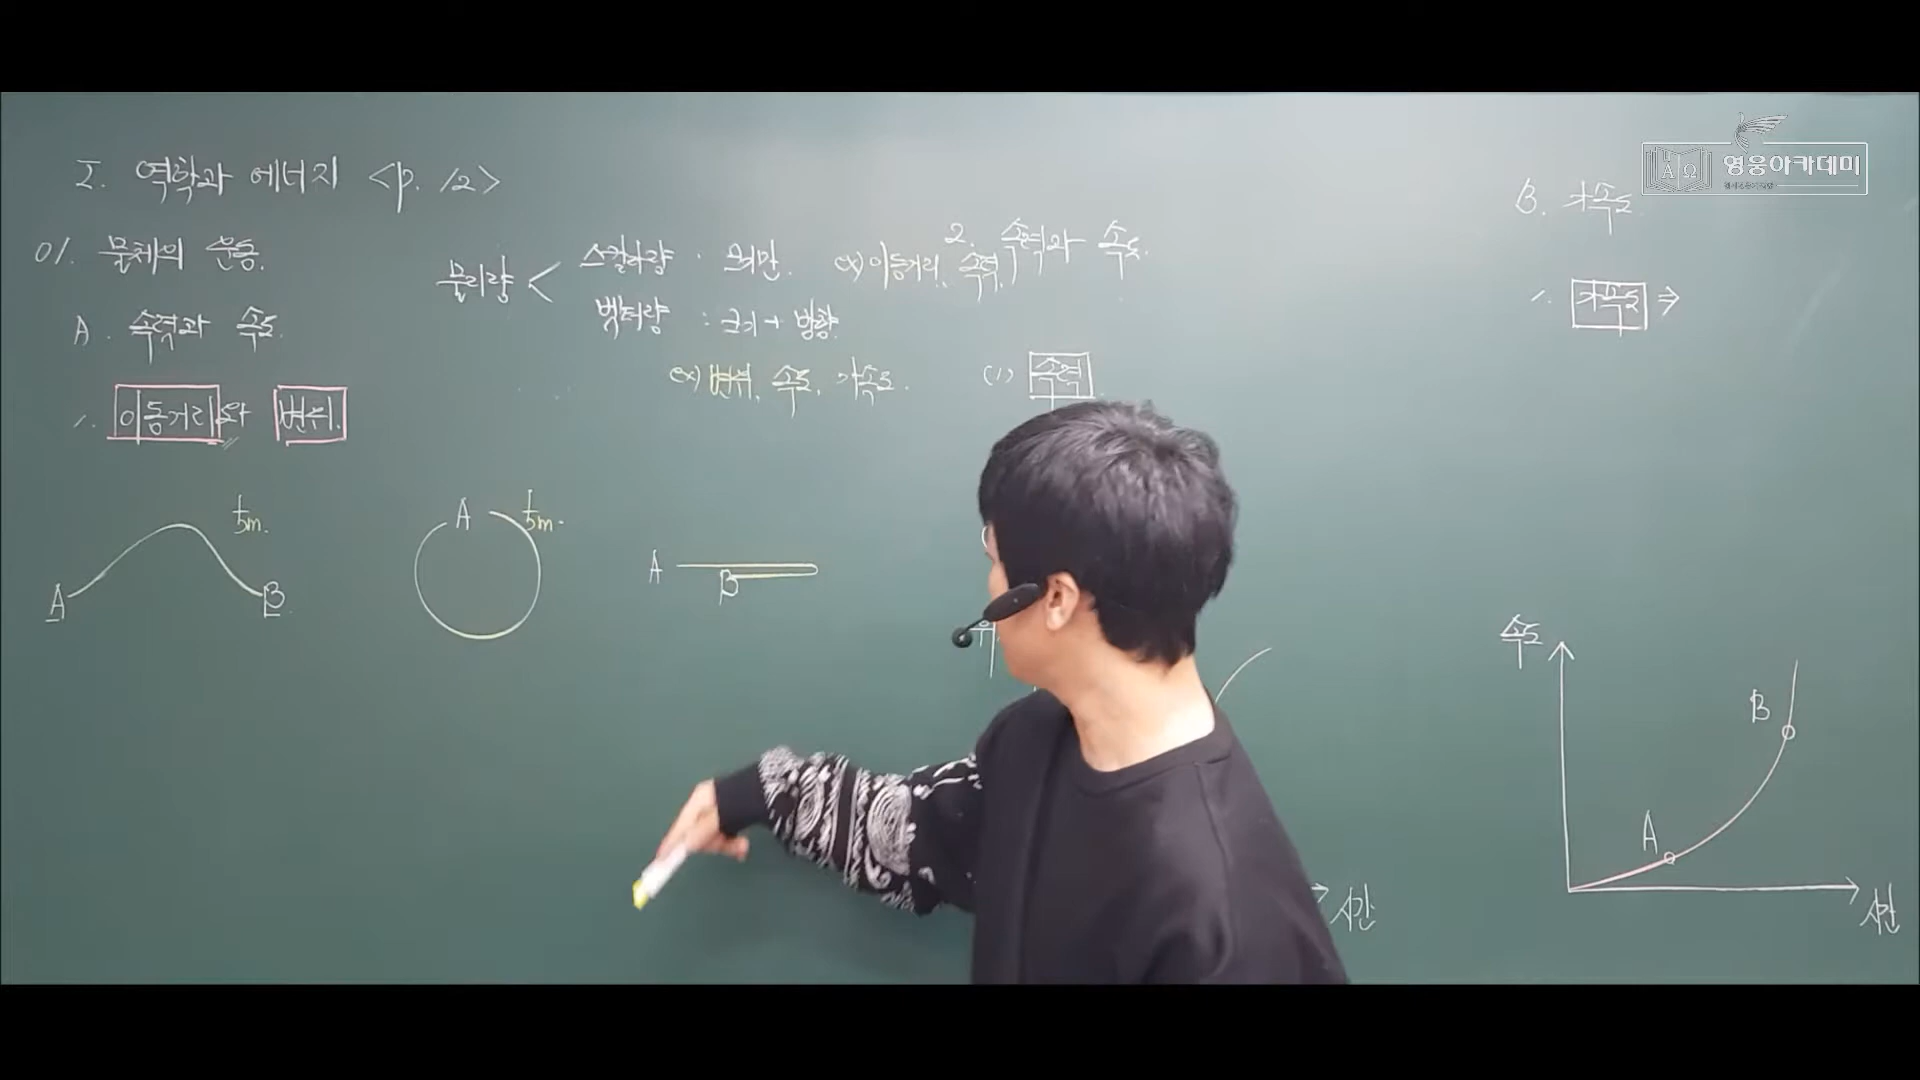 I. 역학과 에너지 <p. 12>
01. 물체의 운동.
A. 속력과 속도.
1. 이동거리와 변위.
물리량 <
스칼라량 : 크기만. ex) 이동거리, 속력.
벡터량 : 크기 + 방향.
ex) 변위, 속도, 가속도.
A
B
5m.
A
5m.
A
B
2. 속력과 속도.
(1) 속력
시간
B. 가속도
1. 가속도 ⇒
속도
A
B
시간
영웅아카데미
ΑΩ